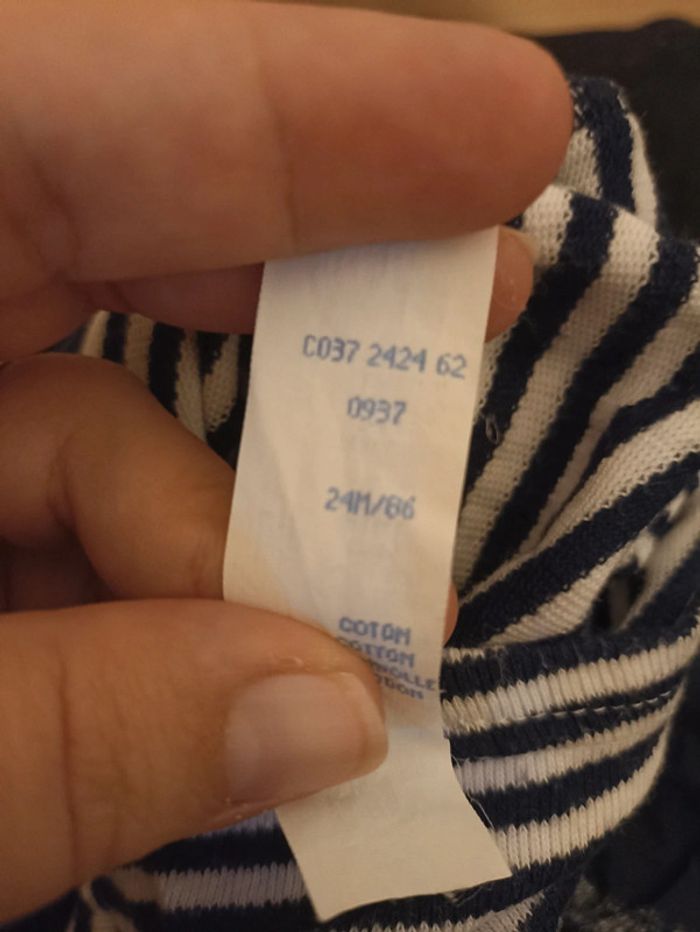 C037 2424 62
0937
24M/86
COTON
COTTON